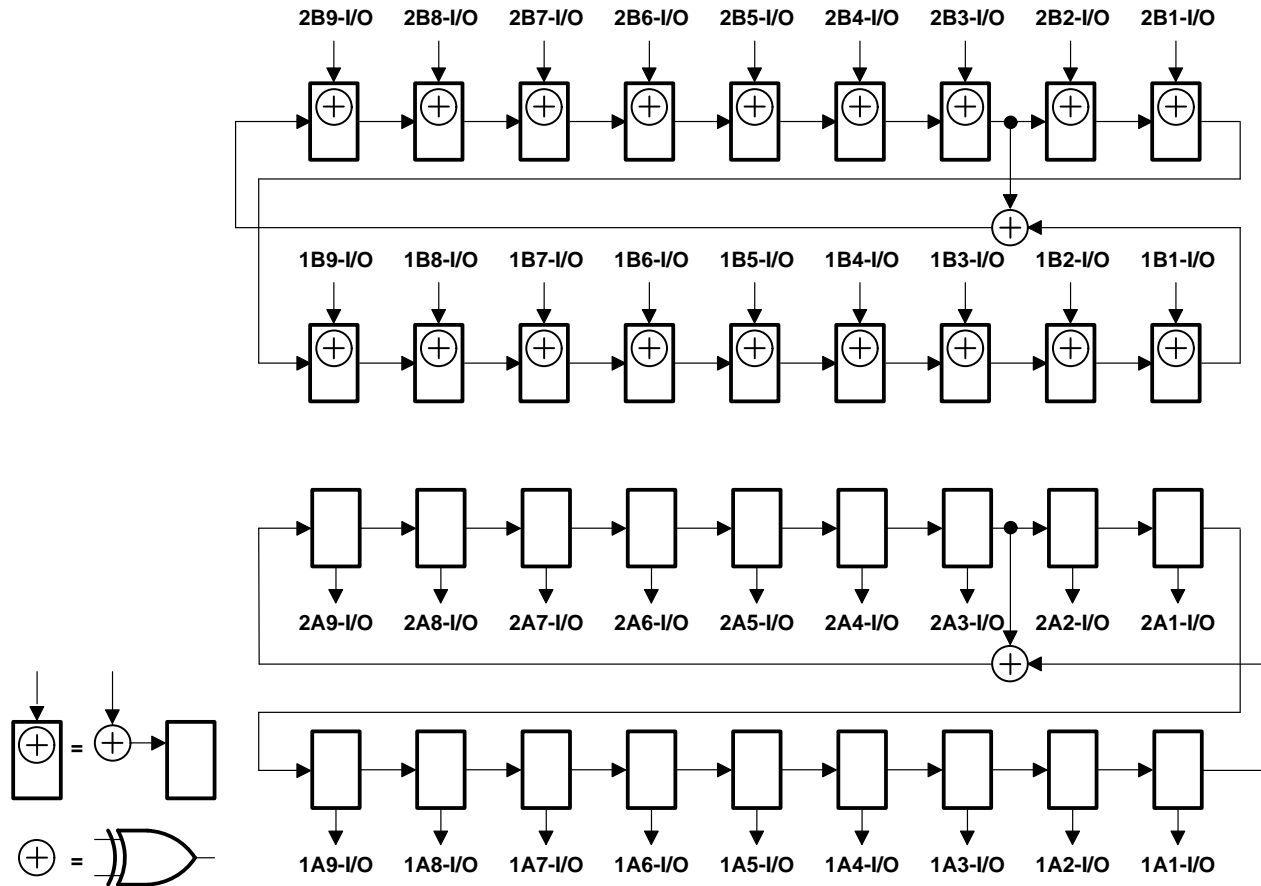 2B9-I/O 2B8-I/O 2B7-I/O 2B6-I/O 2B5-I/O 2B4-I/O 2B3-I/O 2B2-I/O 2B1-I/O
1B9-I/O 1B8-I/O 1B7-I/O 1B6-I/O 1B5-I/O 1B4-I/O 1B3-I/O 1B2-I/O 1B1-I/O
2A9-I/O 2A8-I/O 2A7-I/O 2A6-I/O 2A5-I/O 2A4-I/O 2A3-I/O 2A2-I/O 2A1-I/O
=
=
1A9-I/O 1A8-I/O 1A7-I/O 1A6-I/O 1A5-I/O 1A4-I/O 1A3-I/O 1A2-I/O 1A1-I/O